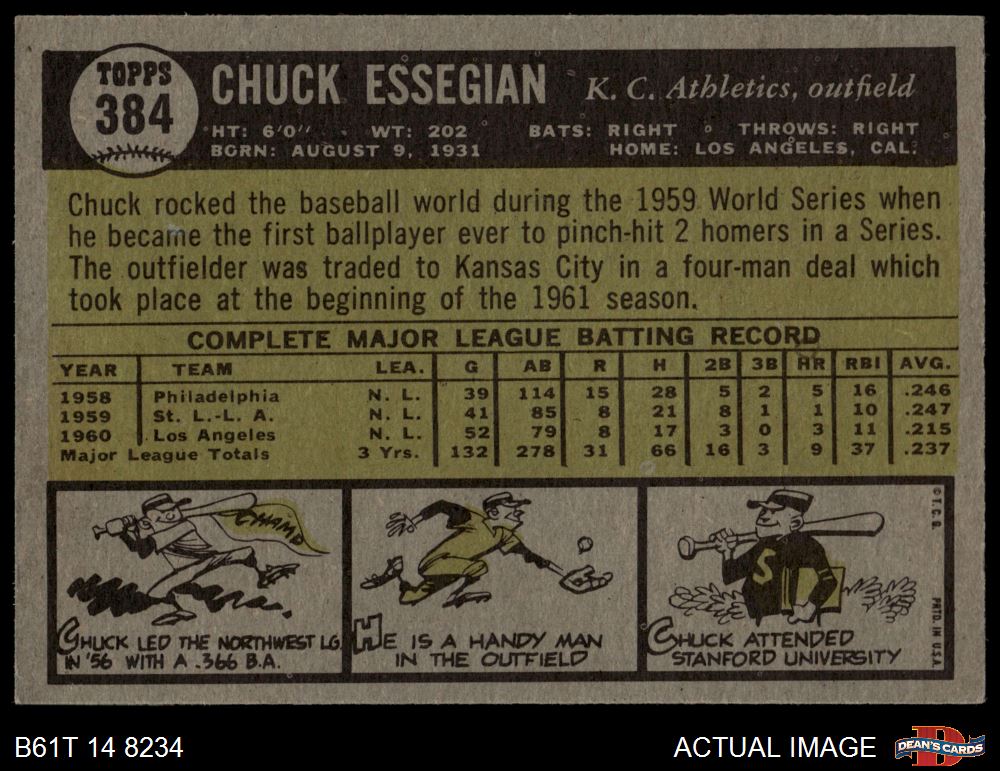 TOPPS
384
CHUCK ESSEGIAN K. C. Athletics, outfield
HT: 6'0" WT: 202 BATS: RIGHT THROWS: RIGHT
BORN: AUGUST 9, 1931 HOME: LOS ANGELES, CAL.
Chuck rocked the baseball world during the 1959 World Series when
he became the first ballplayer ever to pinch-hit 2 homers in a Series.
The outfielder was traded to Kansas City in a four-man deal which
took place at the beginning of the 1961 season.
COMPLETE MAJOR LEAGUE BATTING RECORD
YEAR TEAM LEA. G AB R H 2B 3B HR RBI AVG.
1958 Philadelphia N. L. 39 114 15 28 5 2 5 16 .246
1959 St. L.-L. A. N. L. 41 85 8 21 8 1 1 10 .247
1960 Los Angeles N. L. 52 79 8 17 3 0 3 11 .215
Major League Totals 3 Yrs. 132 278 31 66 16 3 9 37 .237
CHAMP
CHUCK LED THE NORTHWEST LG.
IN '56 WITH A .366 B.A.
HE IS A HANDY MAN
IN THE OUTFIELD
S
CHUCK ATTENDED
STANFORD UNIVERSITY
© T. C. G.
PRTD. IN U.S.A.
B61T 14 8234
ACTUAL IMAGE
D
DEAN'S CARDS